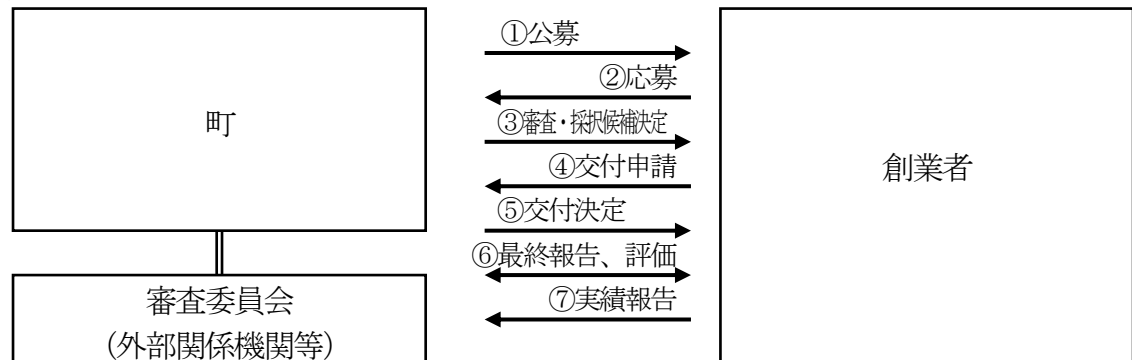 町
審査委員会
(外部関係機関等)
①公募
②応募
③審査・採択候補決定
④交付申請
⑤交付決定
⑥最終報告、評価
⑦実績報告
創業者